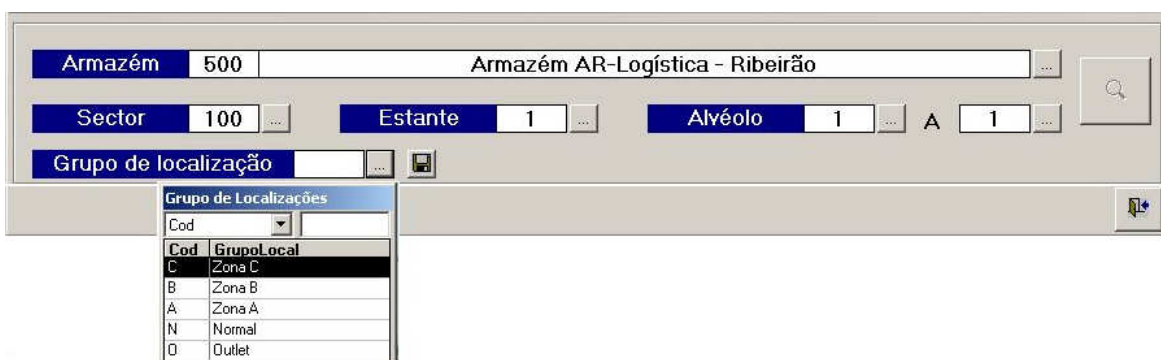 Armazém 500 Armazém AR-Logística - Ribeirão ...
Sector 100 ... Estante 1 ... Alvéolo 1 ... A 1 ...
Grupo de localização ...
Grupo de Localizações
Cod
Cod GrupoLocal
C Zona C
B Zona B
A Zona A
N Normal
O Outlet